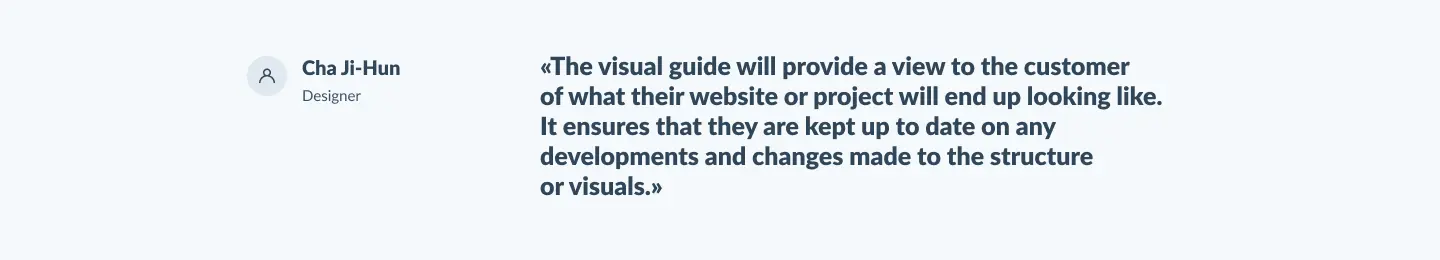 Cha Ji-Hun
Designer
«The visual guide will provide a view to the customer
of what their website or project will end up looking like.
It ensures that they are kept up to date on any
developments and changes made to the structure
or visuals.»